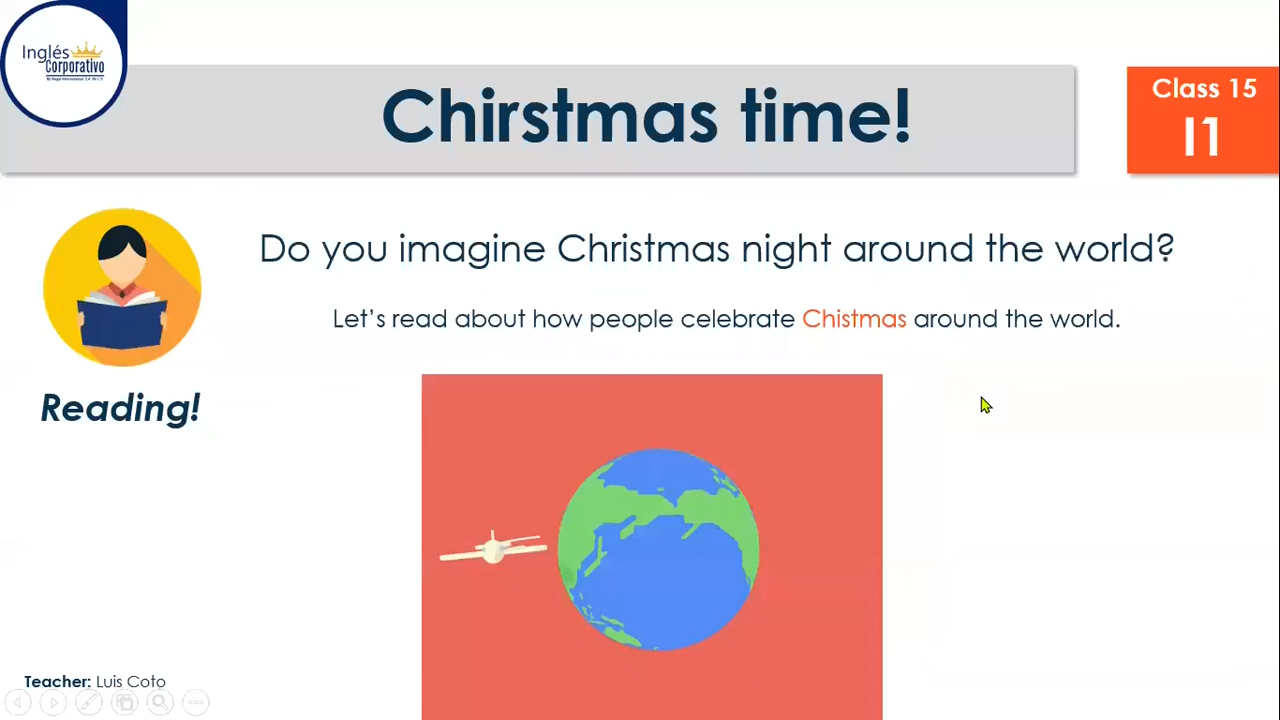 Inglés
Corporativo
Chirstmas time!
Class 15
I1
Do you imagine Christmas night around the world?
Let's read about how people celebrate Chistmas around the world.
Reading!
Teacher: Luis Coto